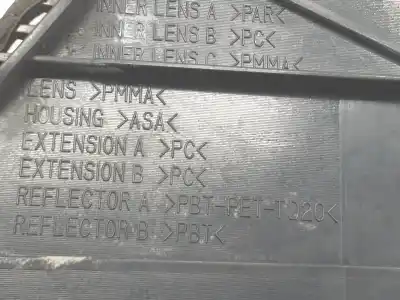 INNER LENS A >PAR<
INNER LENS B >PC<
INNER LENS C >PMMA<
LENS >PMMA<
HOUSING >ASA<
EXTENSION A >PC<
EXTENSION B >PC<
REFLECTOR A >PBT-PET-TD20<
REFLECTOR B >PBT<